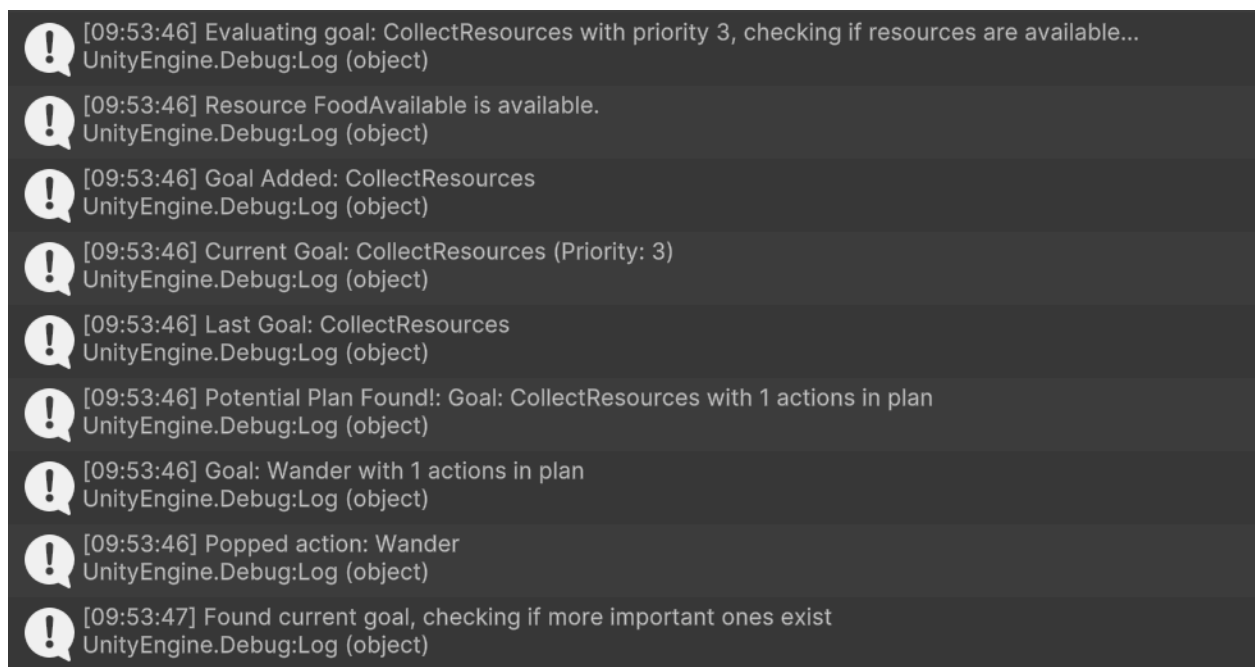 [09:53:46] Evaluating goal: CollectResources with priority 3, checking if resources are available...
UnityEngine.Debug:Log (object)
[09:53:46] Resource FoodAvailable is available.
UnityEngine.Debug:Log (object)
[09:53:46] Goal Added: CollectResources
UnityEngine.Debug:Log (object)
[09:53:46] Current Goal: CollectResources (Priority: 3)
UnityEngine.Debug:Log (object)
[09:53:46] Last Goal: CollectResources
UnityEngine.Debug:Log (object)
[09:53:46] Potential Plan Found!: Goal: CollectResources with 1 actions in plan
UnityEngine.Debug:Log (object)
[09:53:46] Goal: Wander with 1 actions in plan
UnityEngine.Debug:Log (object)
[09:53:46] Popped action: Wander
UnityEngine.Debug:Log (object)
[09:53:47] Found current goal, checking if more important ones exist
UnityEngine.Debug:Log (object)